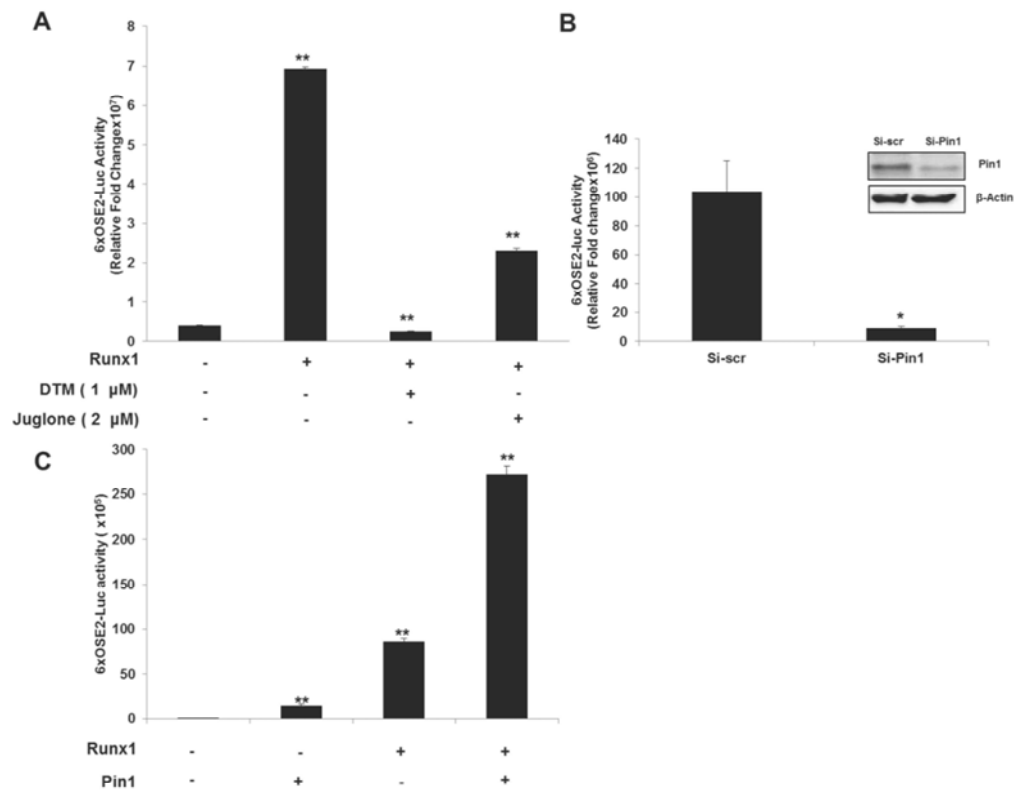 A
6xOSE2-Luc Activity
(Relative Fold Changex10⁷)
8
7
6
5
4
3
2
1
0
**
**
**
Runx1 - + + +
DTM ( 1 µM) - - + -
Juglone ( 2 µM) - - - +
B
6xOSE2-luc Activity
(Relative Fold changex10⁶)
140
120
100
80
60
40
20
0
*
Si-scr Si-Pin1
Si-scr Si-Pin1
Pin1
β-Actin
C
6xOSE2-Luc activity ( x10⁵)
300
250
200
150
100
50
0
**
**
**
Runx1 - - + +
Pin1 - + - +